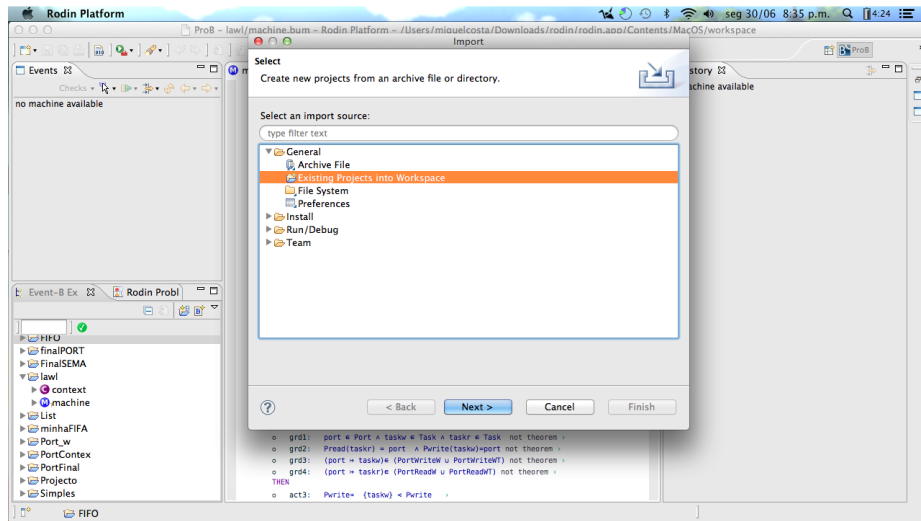 Rodin Platform seg 30/06 8:35 p.m. 4:24
ProB - lawl/machine.bum - Rodin Platform - /Users/miguelcosta/Downloads/rodin/rodin.app/Contents/MacOS/workspace
Import
ProB
Events
Checks
no machine available
m
story
achine available
Select
Create new projects from an archive file or directory.
Select an import source:
type filter text
General
Archive File
Existing Projects into Workspace
File System
Preferences
Install
Run/Debug
Team
< Back Next > Cancel Finish
Event-B Ex Rodin Probl
FIFO
finalPORT
FinalSEMA
lawl
context
machine
List
minhaFIFA
Port_w
PortContex
PortFinal
Projecto
Simples
grd1: port ∈ Port ∧ taskw ∈ Task ∧ taskr ∈ Task not theorem ›
grd2: Pread(taskr) = port ∧ Pwrite(taskw)=port not theorem ›
grd3: (port ↦ taskw)∈ (PortWriteW ∪ PortWriteWT) not theorem ›
grd4: (port ↦ taskr)∈ (PortReadW ∪ PortReadWT) not theorem ›
THEN
act3: Pwrite≔ {taskw} ⩤ Pwrite ›
FIFO